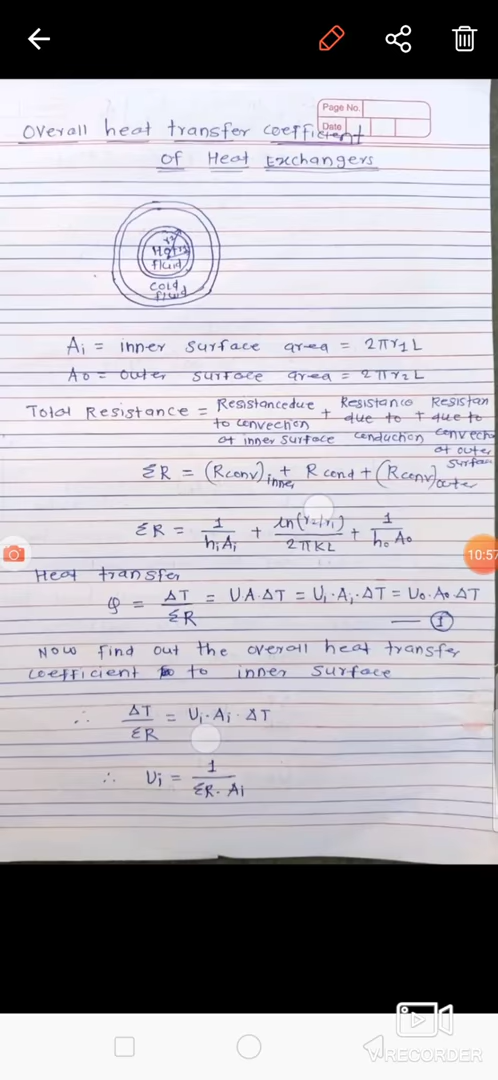 Page No.
Date
Overall heat transfer coefficient
of Heat Exchangers
r2
r1
Hot
fluid
cold
fluid
Ai = inner surface area = 2πr1L
Ao = outer surface area = 2πr2L
Total Resistance = Resistance due to convection at inner surface + Resistance due to conduction + Resistan due to convectio at outer surface
ΣR = (Rconv)inner + Rcond + (Rconv)outer
ΣR = 1/hiAi + ln(r2/r1)/2πKL + 1/hoAo
10:57
Heat transfer
Q = ΔT/ΣR = UA·ΔT = Ui·Ai·ΔT = Uo·Ao·ΔT
— ①
Now find out the overall heat transfer
coefficient to inner surface
∴ ΔT/ΣR = Ui·Ai·ΔT
∴ Ui = 1/ΣR·Ai
V RECORDER